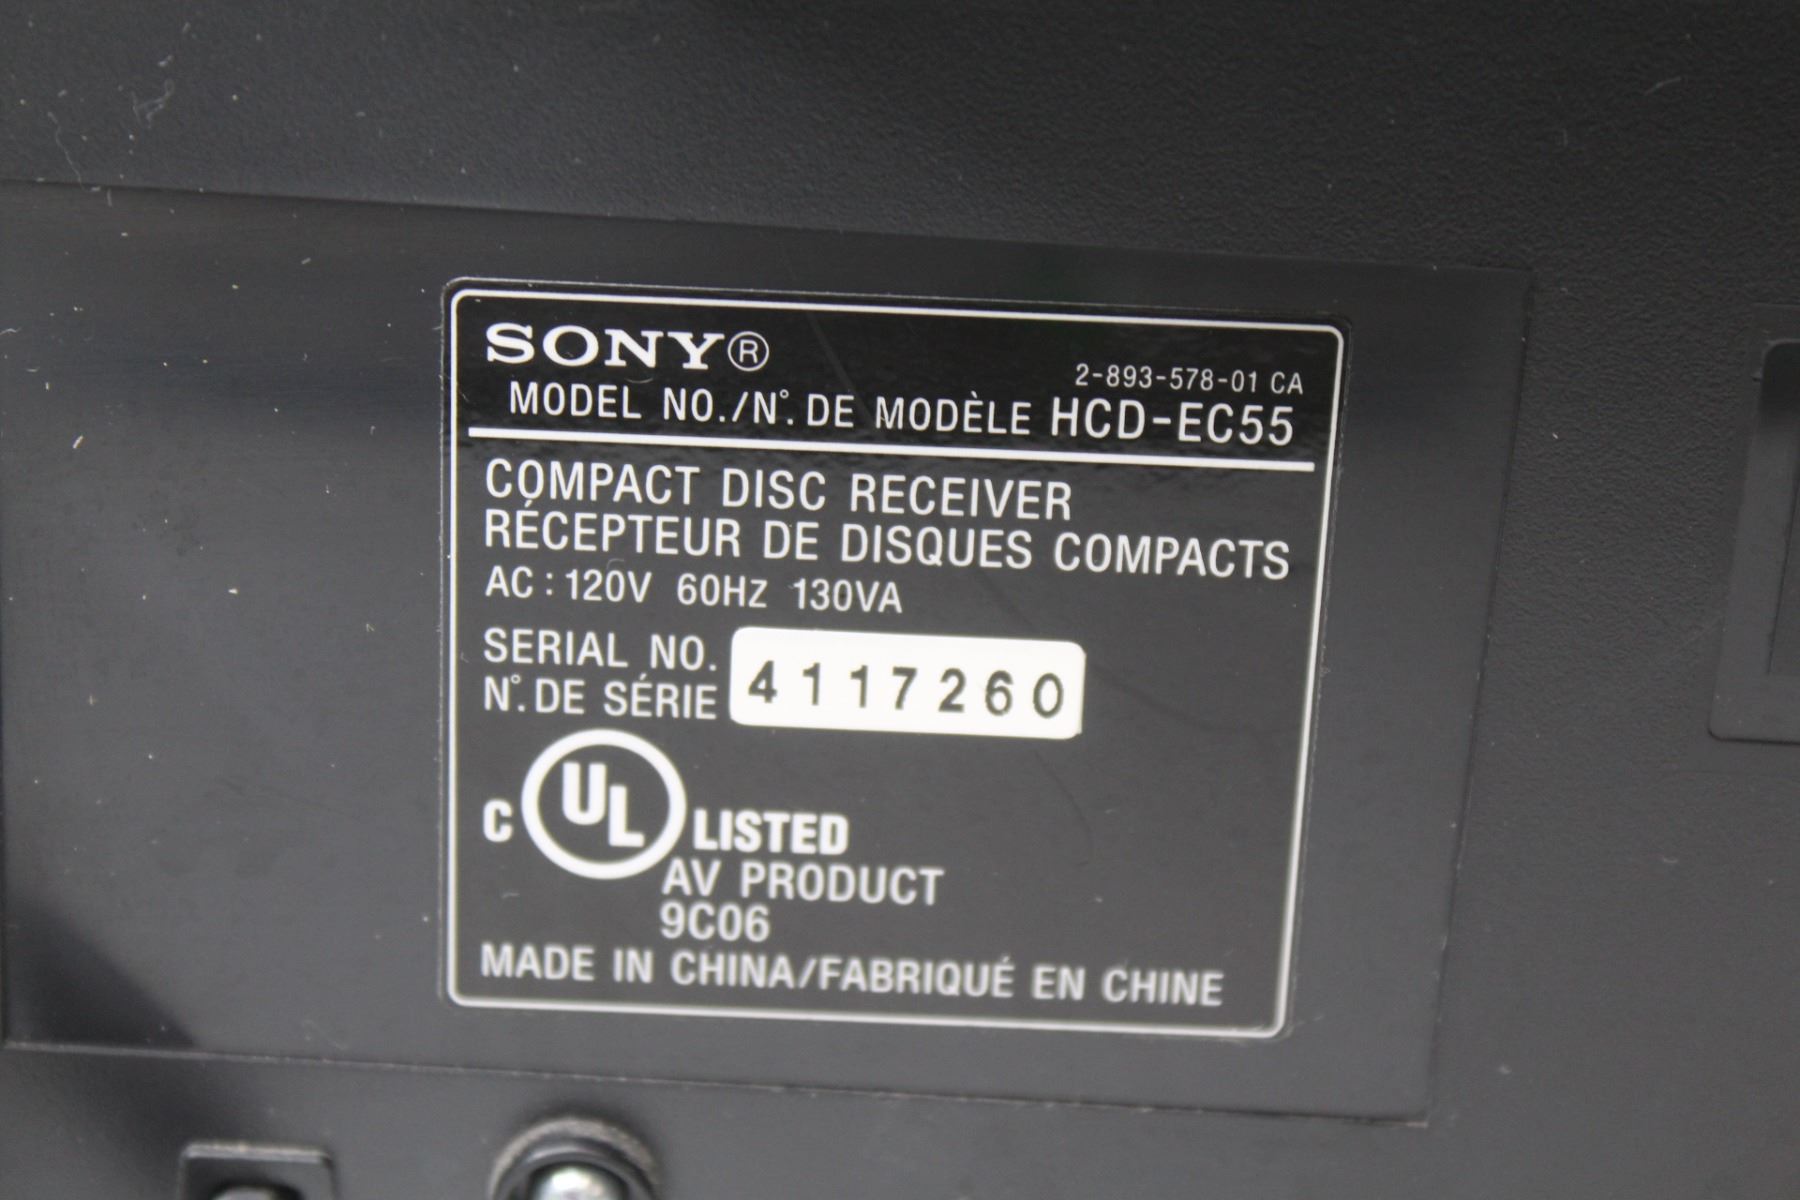 SONY®
2-893-578-01 CA
MODEL NO./N°. DE MODÈLE HCD-EC55
COMPACT DISC RECEIVER
RÉCEPTEUR DE DISQUES COMPACTS
AC : 120V 60HZ 130VA
SERIAL NO.
N°. DE SÉRIE 4117260
C UL LISTED
AV PRODUCT
9C06
MADE IN CHINA/FABRIQUÉ EN CHINE